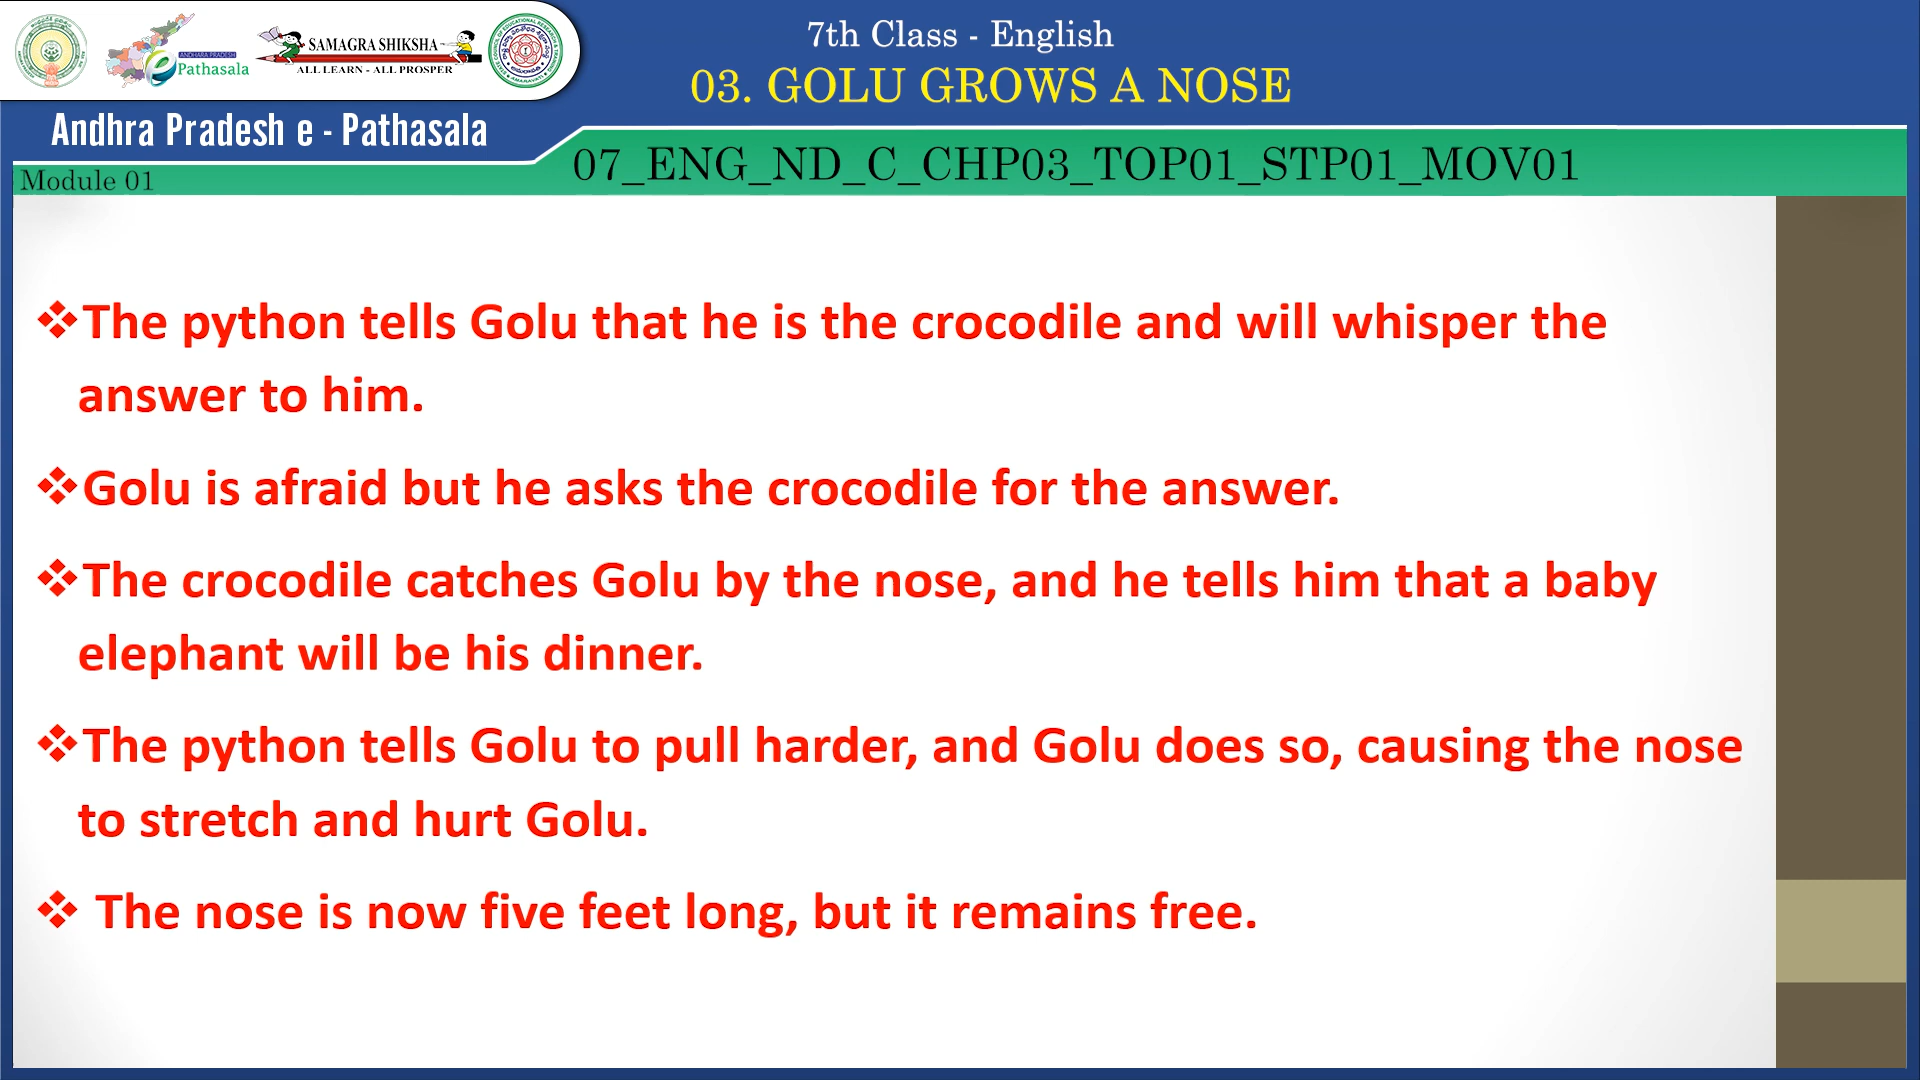 ANDHRA PRADESH
Pathasala
SAMAGRA SHIKSHA
ALL LEARN - ALL PROSPER
Andhra Pradesh e - Pathasala
Module 01
7th Class - English
03. GOLU GROWS A NOSE
07_ENG_ND_C_CHP03_TOP01_STP01_MOV01
❖The python tells Golu that he is the crocodile and will whisper the
answer to him.
❖Golu is afraid but he asks the crocodile for the answer.
❖The crocodile catches Golu by the nose, and he tells him that a baby
elephant will be his dinner.
❖The python tells Golu to pull harder, and Golu does so, causing the nose
to stretch and hurt Golu.
❖ The nose is now five feet long, but it remains free.